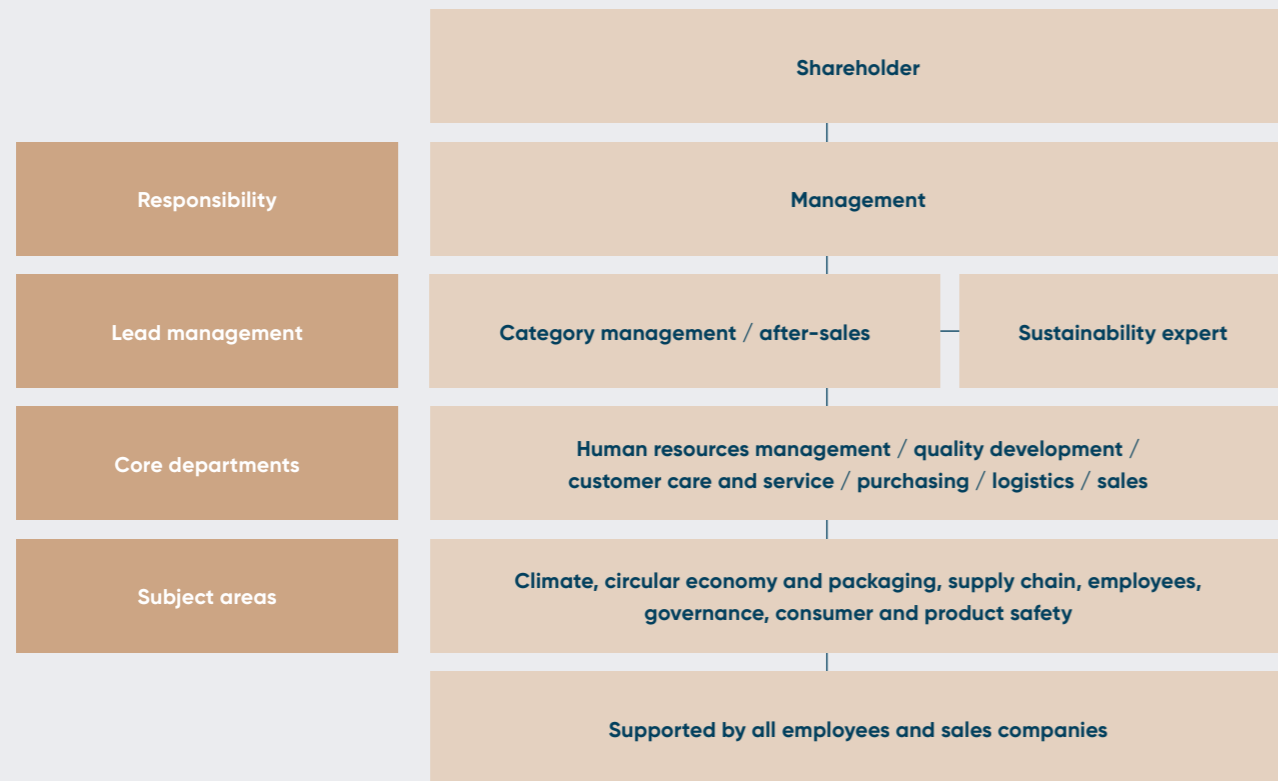 Shareholder
Responsibility
Management
Lead management
Category management / after-sales
Sustainability expert
Core departments
Human resources management / quality development /
customer care and service / purchasing / logistics / sales
Subject areas
Climate, circular economy and packaging, supply chain, employees,
governance, consumer and product safety
Supported by all employees and sales companies